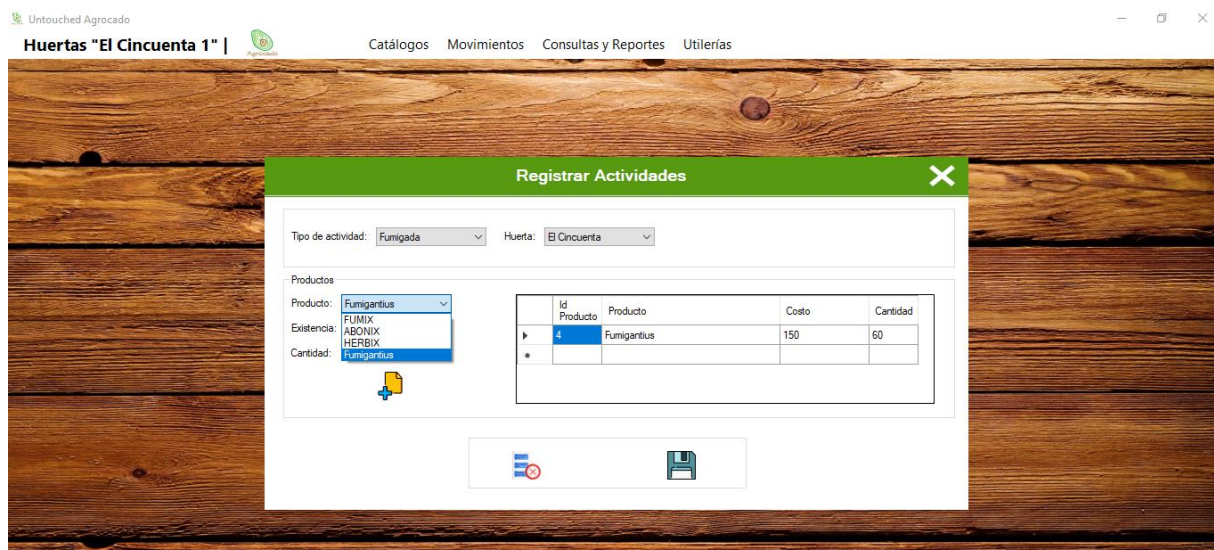 Untouched Agrocado
Huertas "El Cincuenta 1" |
Agrocado
Catálogos Movimientos Consultas y Reportes Utilerías
Registrar Actividades
Tipo de actividad: Fumigada Huerta: El Cincuenta
Productos
Producto: Fumigantius
FUMIX
ABONIX
HERBIX
Fumigantius
Existencia:
Cantidad:
Id Producto Producto Costo Cantidad
4 Fumigantius 150 60